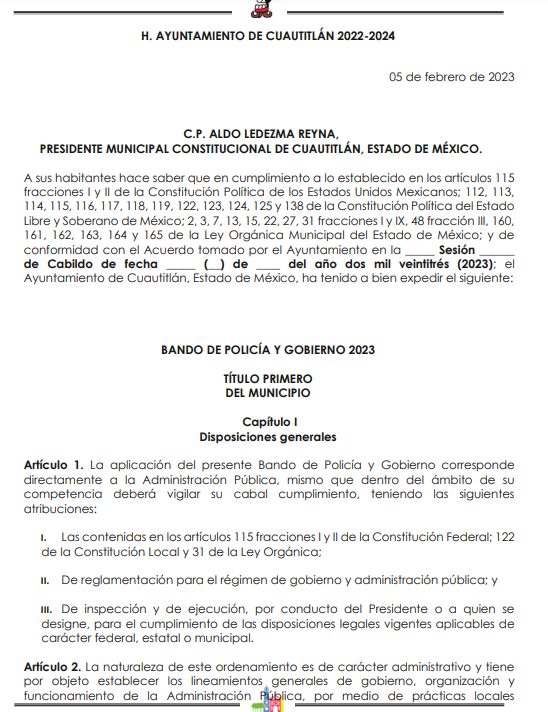 H. AYUNTAMIENTO DE CUAUTITLÁN 2022-2024
05 de febrero de 2023
C.P. ALDO LEDEZMA REYNA,
PRESIDENTE MUNICIPAL CONSTITUCIONAL DE CUAUTITLÁN, ESTADO DE MÉXICO.
A sus habitantes hace saber que en cumplimiento a lo establecido en los artículos 115
fracciones I y II de la Constitución Política de los Estados Unidos Mexicanos; 112, 113,
114, 115, 116, 117, 118, 119, 122, 123, 124, 125 y 138 de la Constitución Política del Estado
Libre y Soberano de México; 2, 3, 7, 13, 15, 22, 27, 31 fracciones I y IX, 48 fracción III, 160,
161, 162, 163, 164 y 165 de la Ley Orgánica Municipal del Estado de México; y de
conformidad con el Acuerdo tomado por el Ayuntamiento en la _____ Sesión ______
de Cabildo de fecha _____ (__) de ____ del año dos mil veintitrés (2023); el
Ayuntamiento de Cuautitlán, Estado de México, ha tenido a bien expedir el siguiente:
BANDO DE POLICÍA Y GOBIERNO 2023
TÍTULO PRIMERO
DEL MUNICIPIO
Capítulo I
Disposiciones generales
Artículo 1. La aplicación del presente Bando de Policía y Gobierno corresponde
directamente a la Administración Pública, mismo que dentro del ámbito de su
competencia deberá vigilar su cabal cumplimiento, teniendo las siguientes
atribuciones:
I. Las contenidas en los artículos 115 fracciones I y II de la Constitución Federal; 122
de la Constitución Local y 31 de la Ley Orgánica;
II. De reglamentación para el régimen de gobierno y administración pública; y
III. De inspección y de ejecución, por conducto del Presidente o a quien se
designe, para el cumplimiento de las disposiciones legales vigentes aplicables de
carácter federal, estatal o municipal.
Artículo 2. La naturaleza de este ordenamiento es de carácter administrativo y tiene
por objeto establecer los lineamientos generales de gobierno, organización y
funcionamiento de la Administración Pública, por medio de prácticas locales